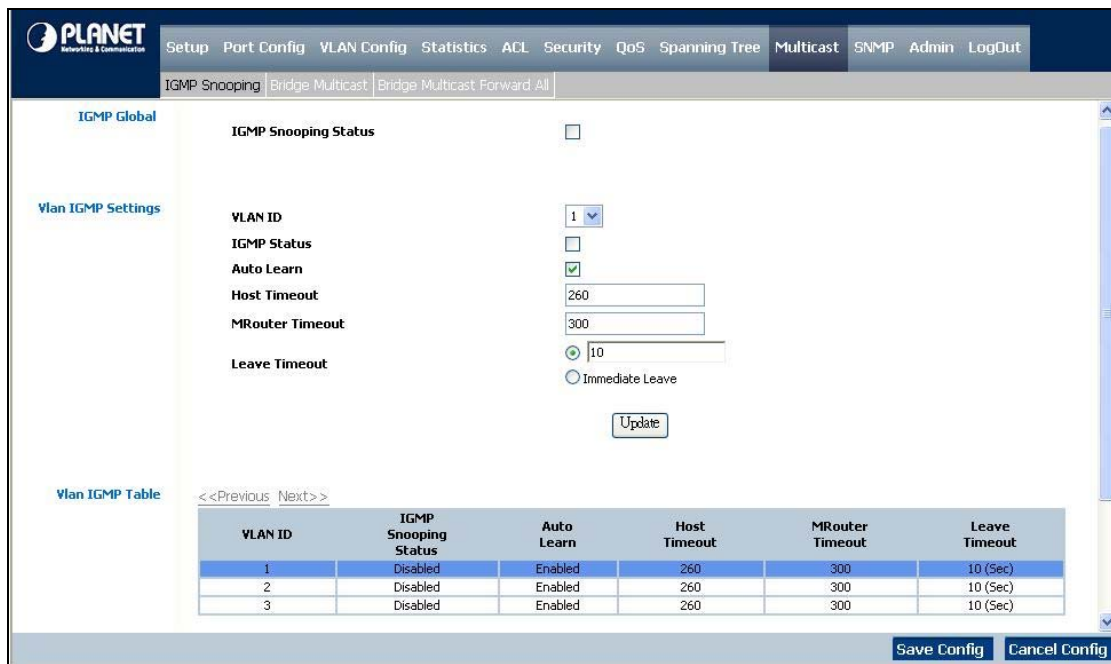 PLANET
Networking & Communication
Setup Port Config VLAN Config Statistics ACL Security QoS Spanning Tree Multicast SNMP Admin LogOut
IGMP Snooping Bridge Multicast Bridge Multicast Forward All
IGMP Global
IGMP Snooping Status
Vlan IGMP Settings
VLAN ID 1
IGMP Status
Auto Learn
Host Timeout 260
MRouter Timeout 300
Leave Timeout 10
Immediate Leave
Update
Vlan IGMP Table
<<Previous Next>>
VLAN ID IGMP Snooping Status Auto Learn Host Timeout MRouter Timeout Leave Timeout
1 Disabled Enabled 260 300 10 (Sec)
2 Disabled Enabled 260 300 10 (Sec)
3 Disabled Enabled 260 300 10 (Sec)
Save Config Cancel Config